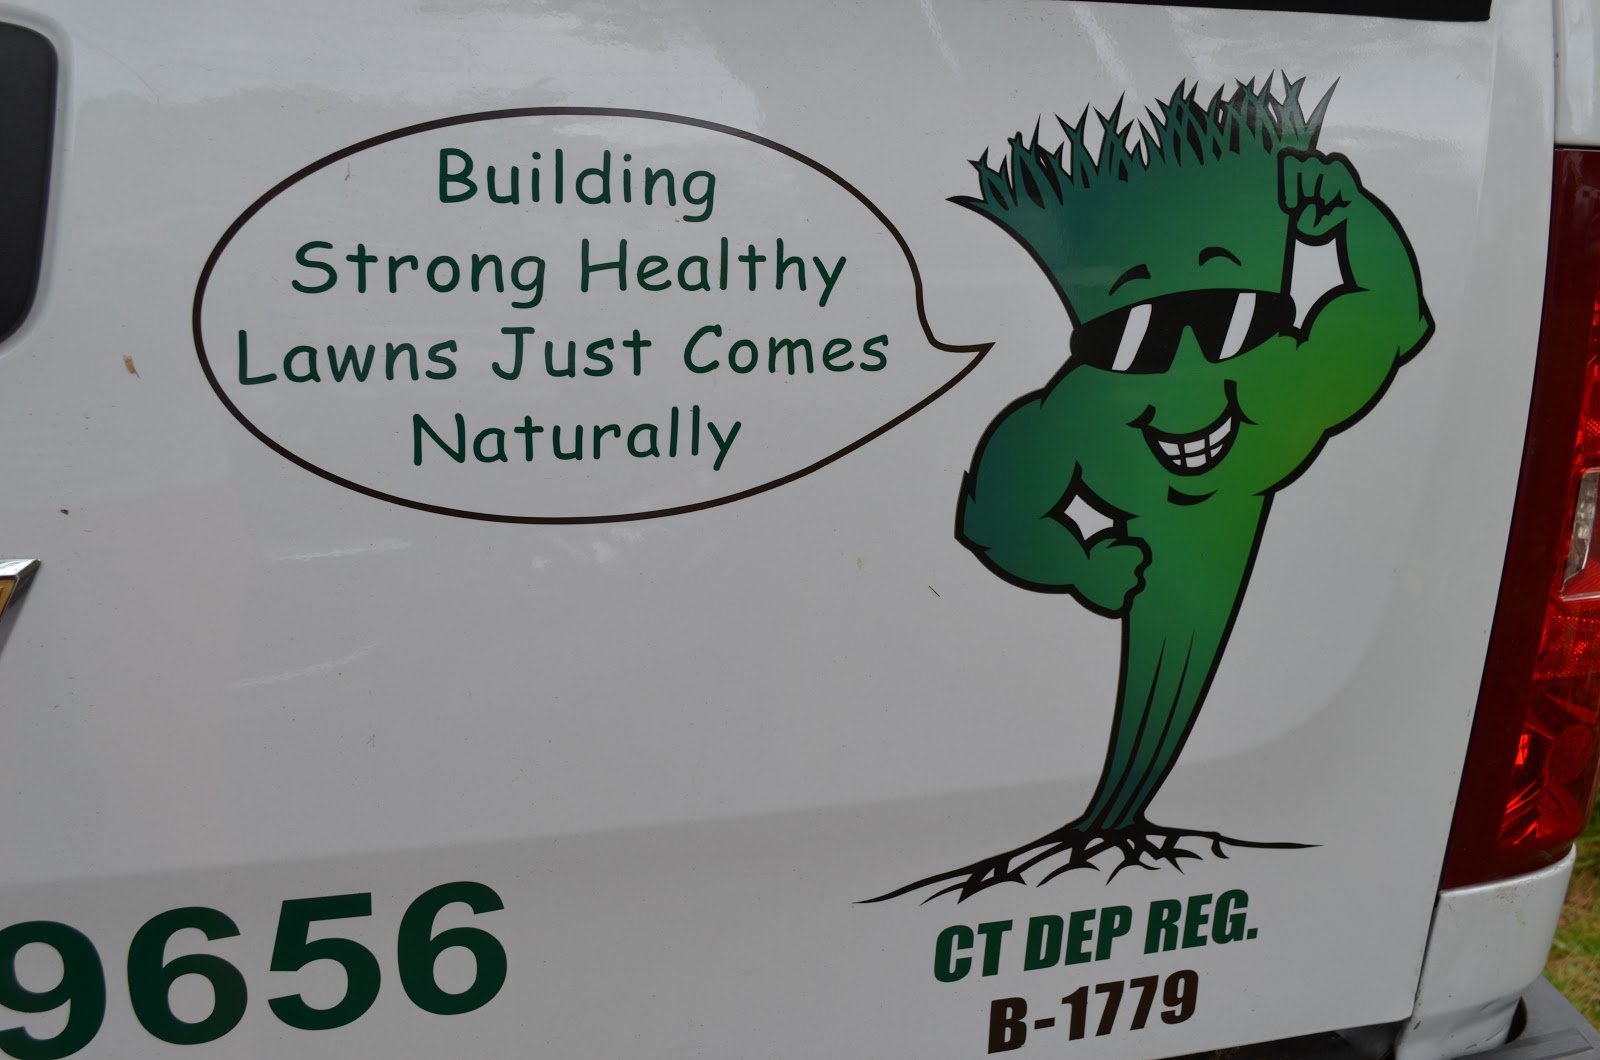 Building
Strong Healthy
Lawns Just Comes
Naturally
9656
CT DEP REG.
B-1779